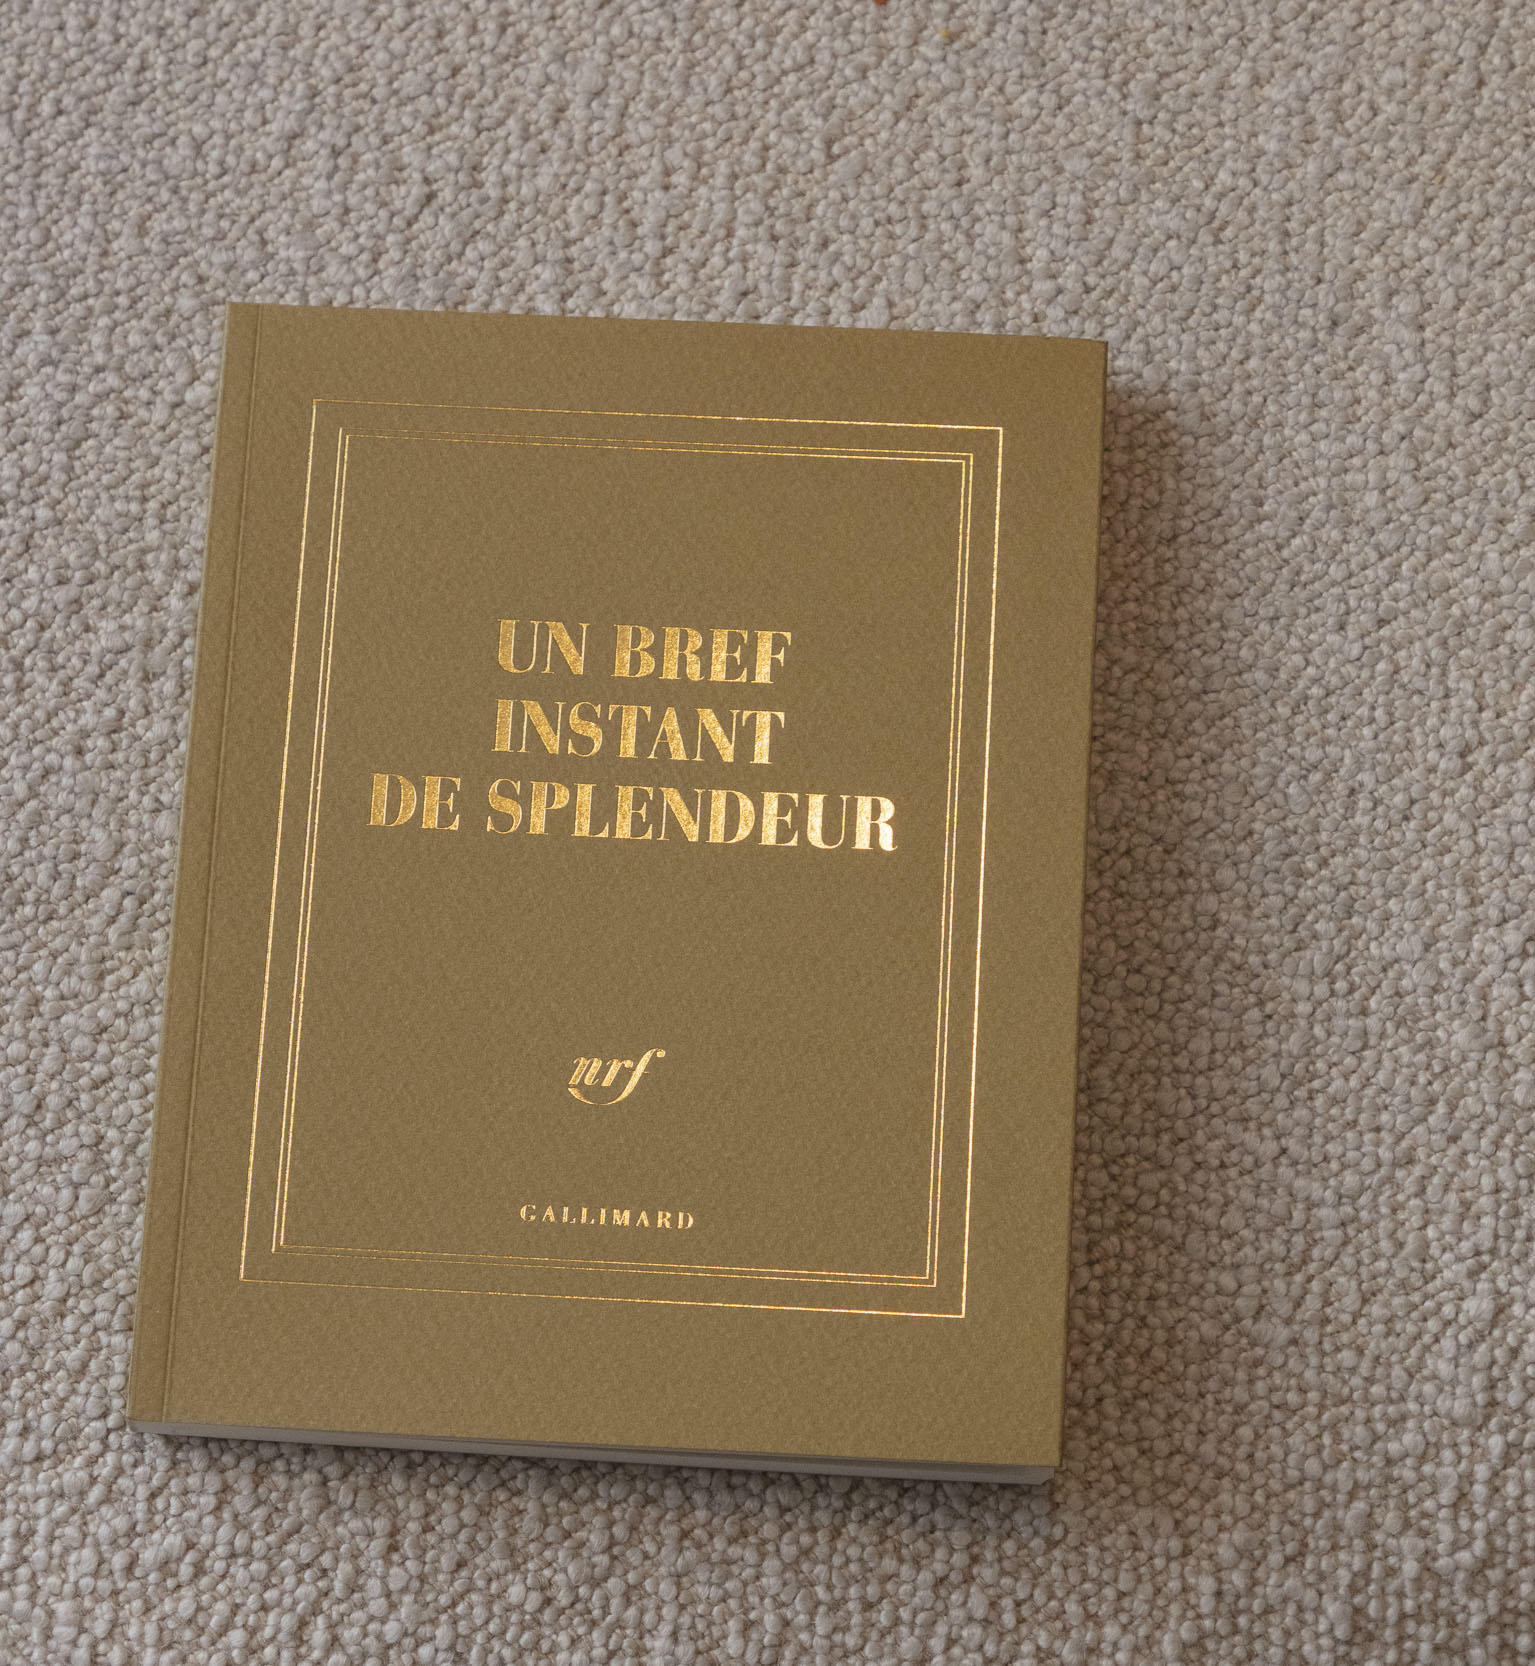 UN BREF
INSTANT
DE SPLENDEUR
nrf
GALLIMARD